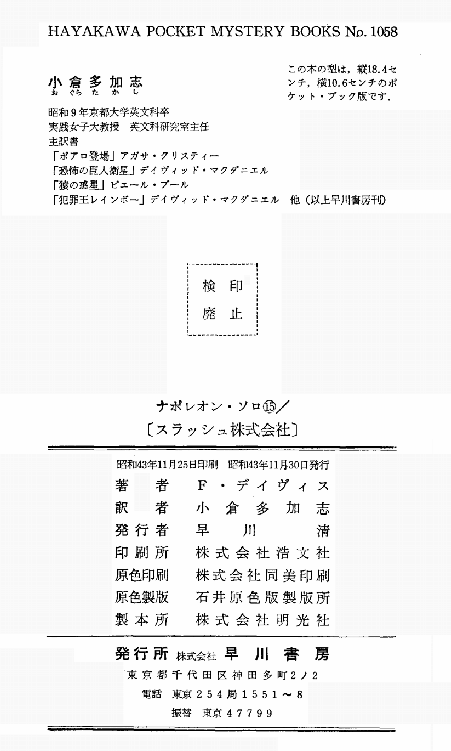 HAYAKAWA POCKET MYSTERY BOOKS No. 1058
この本の型は，縦18.4セ
ンチ，横10.6センチのポ
ケット・ブック版です．
小倉多加志
お ぐら た か し
昭和９年京都大学英文科卒
実践女子大教授　英文科研究室主任
主訳書
『ポアロ登場』アガサ・クリスティー
『恐怖の巨人衛星』デイヴィッド・マクダニエル
『猿の惑星』ピエール・ブール
『犯罪王レインボー』デイヴィッド・マクダニエル　他（以上早川書房刊）
検印
廃止
ナポレオン・ソロ⑮／
〔スラッシュ株式会社〕
昭和43年11月25日印刷　昭和43年11月30日発行
著者　F・デイヴィス
訳者　小倉多加志
発行者　早川清
印刷所　株式会社浩文社
原色印刷　株式会社同美印刷
原色製版　石井原色版製版所
製本所　株式会社明光社
発行所 株式会社 早川書房
東京都千代田区神田多町２ノ２
電話　東京２５４局１５５１～８
振替　東京４７７９９